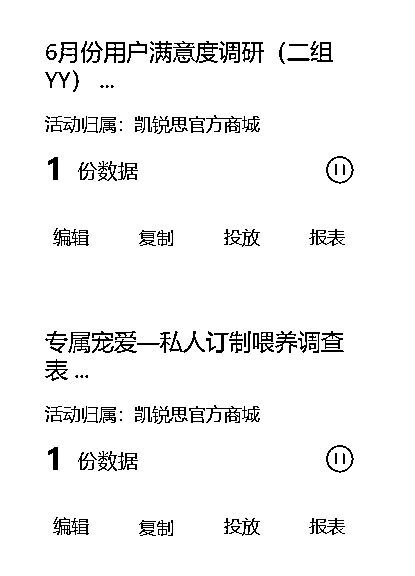 6月份用户满意度调研（二组
YY） ...
活动归属：凯锐思官方商城
1 份数据
编辑 复制 投放 报表
专属宠爱—私人订制喂养调查
表 ...
活动归属：凯锐思官方商城
1 份数据
编辑 复制 投放 报表